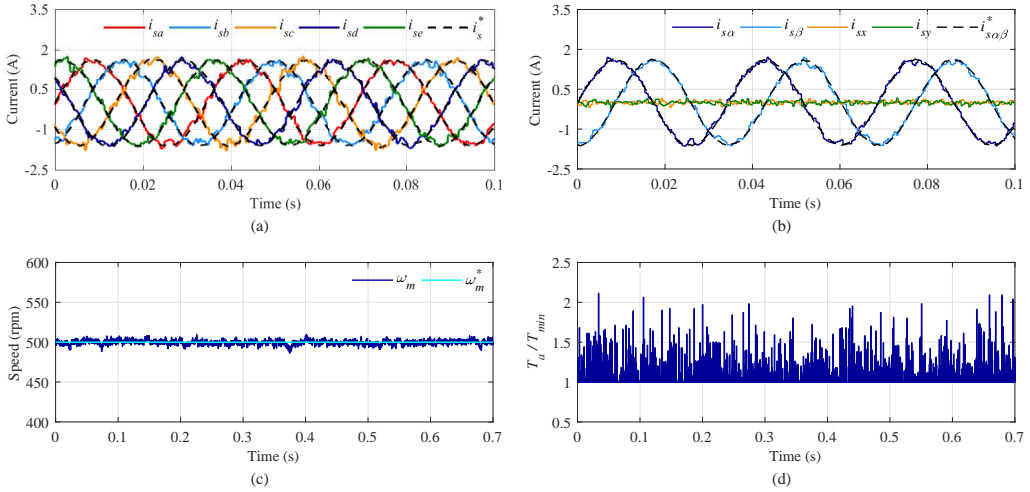 3.5
2
0.5
-1
-2.5
Current (A)
i_sa i_sb i_sc i_sd i_se i_s^*
0 0.02 0.04 0.06 0.08 0.1
Time (s)
(a)
3.5
2
0.5
-1
-2.5
Current (A)
i_sα i_sβ i_sx i_sy i_sαβ^*
0 0.02 0.04 0.06 0.08 0.1
Time (s)
(b)
600
550
500
450
400
Speed (rpm)
ω_m ω_m^*
0 0.1 0.2 0.3 0.4 0.5 0.6 0.7
Time (s)
(c)
2.5
2
1.5
1
0.5
T_a / T_min
0 0.1 0.2 0.3 0.4 0.5 0.6 0.7
Time (s)
(d)